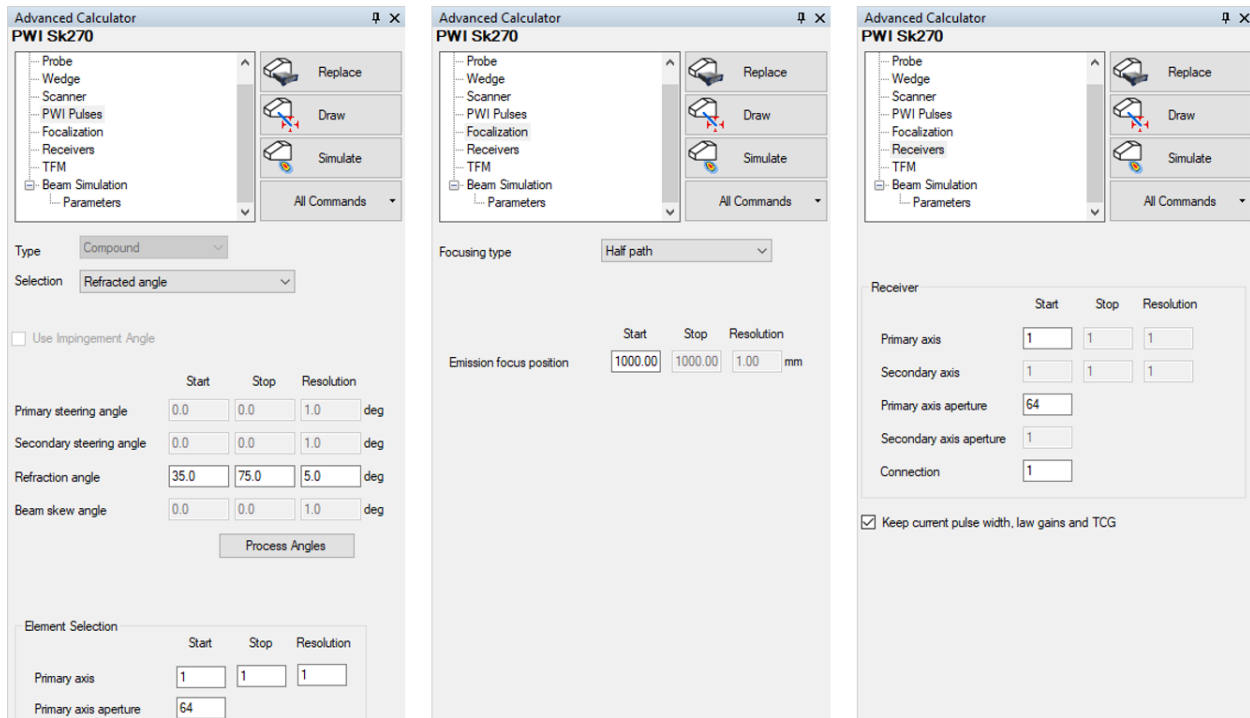 Advanced Calculator
PWI Sk270
Probe
Wedge
Scanner
PWI Pulses
Focalization
Receivers
TFM
Beam Simulation
Parameters
Replace
Draw
Simulate
All Commands
Type Compound
Selection Refracted angle
Use Impingement Angle
Start Stop Resolution
Primary steering angle 0.0 0.0 1.0 deg
Secondary steering angle 0.0 0.0 1.0 deg
Refraction angle 35.0 75.0 5.0 deg
Beam skew angle 0.0 0.0 1.0 deg
Process Angles
Element Selection
Start Stop Resolution
Primary axis 1 1 1
Primary axis aperture 64
Advanced Calculator
PWI Sk270
Probe
Wedge
Scanner
PWI Pulses
Focalization
Receivers
TFM
Beam Simulation
Parameters
Replace
Draw
Simulate
All Commands
Focusing type Half path
Start Stop Resolution
Emission focus position 1000.00 1000.00 1.00 mm
Advanced Calculator
PWI Sk270
Probe
Wedge
Scanner
PWI Pulses
Focalization
Receivers
TFM
Beam Simulation
Parameters
Replace
Draw
Simulate
All Commands
Receiver
Start Stop Resolution
Primary axis 1 1 1
Secondary axis 1 1 1
Primary axis aperture 64
Secondary axis aperture 1
Connection 1
Keep current pulse width, law gains and TCG